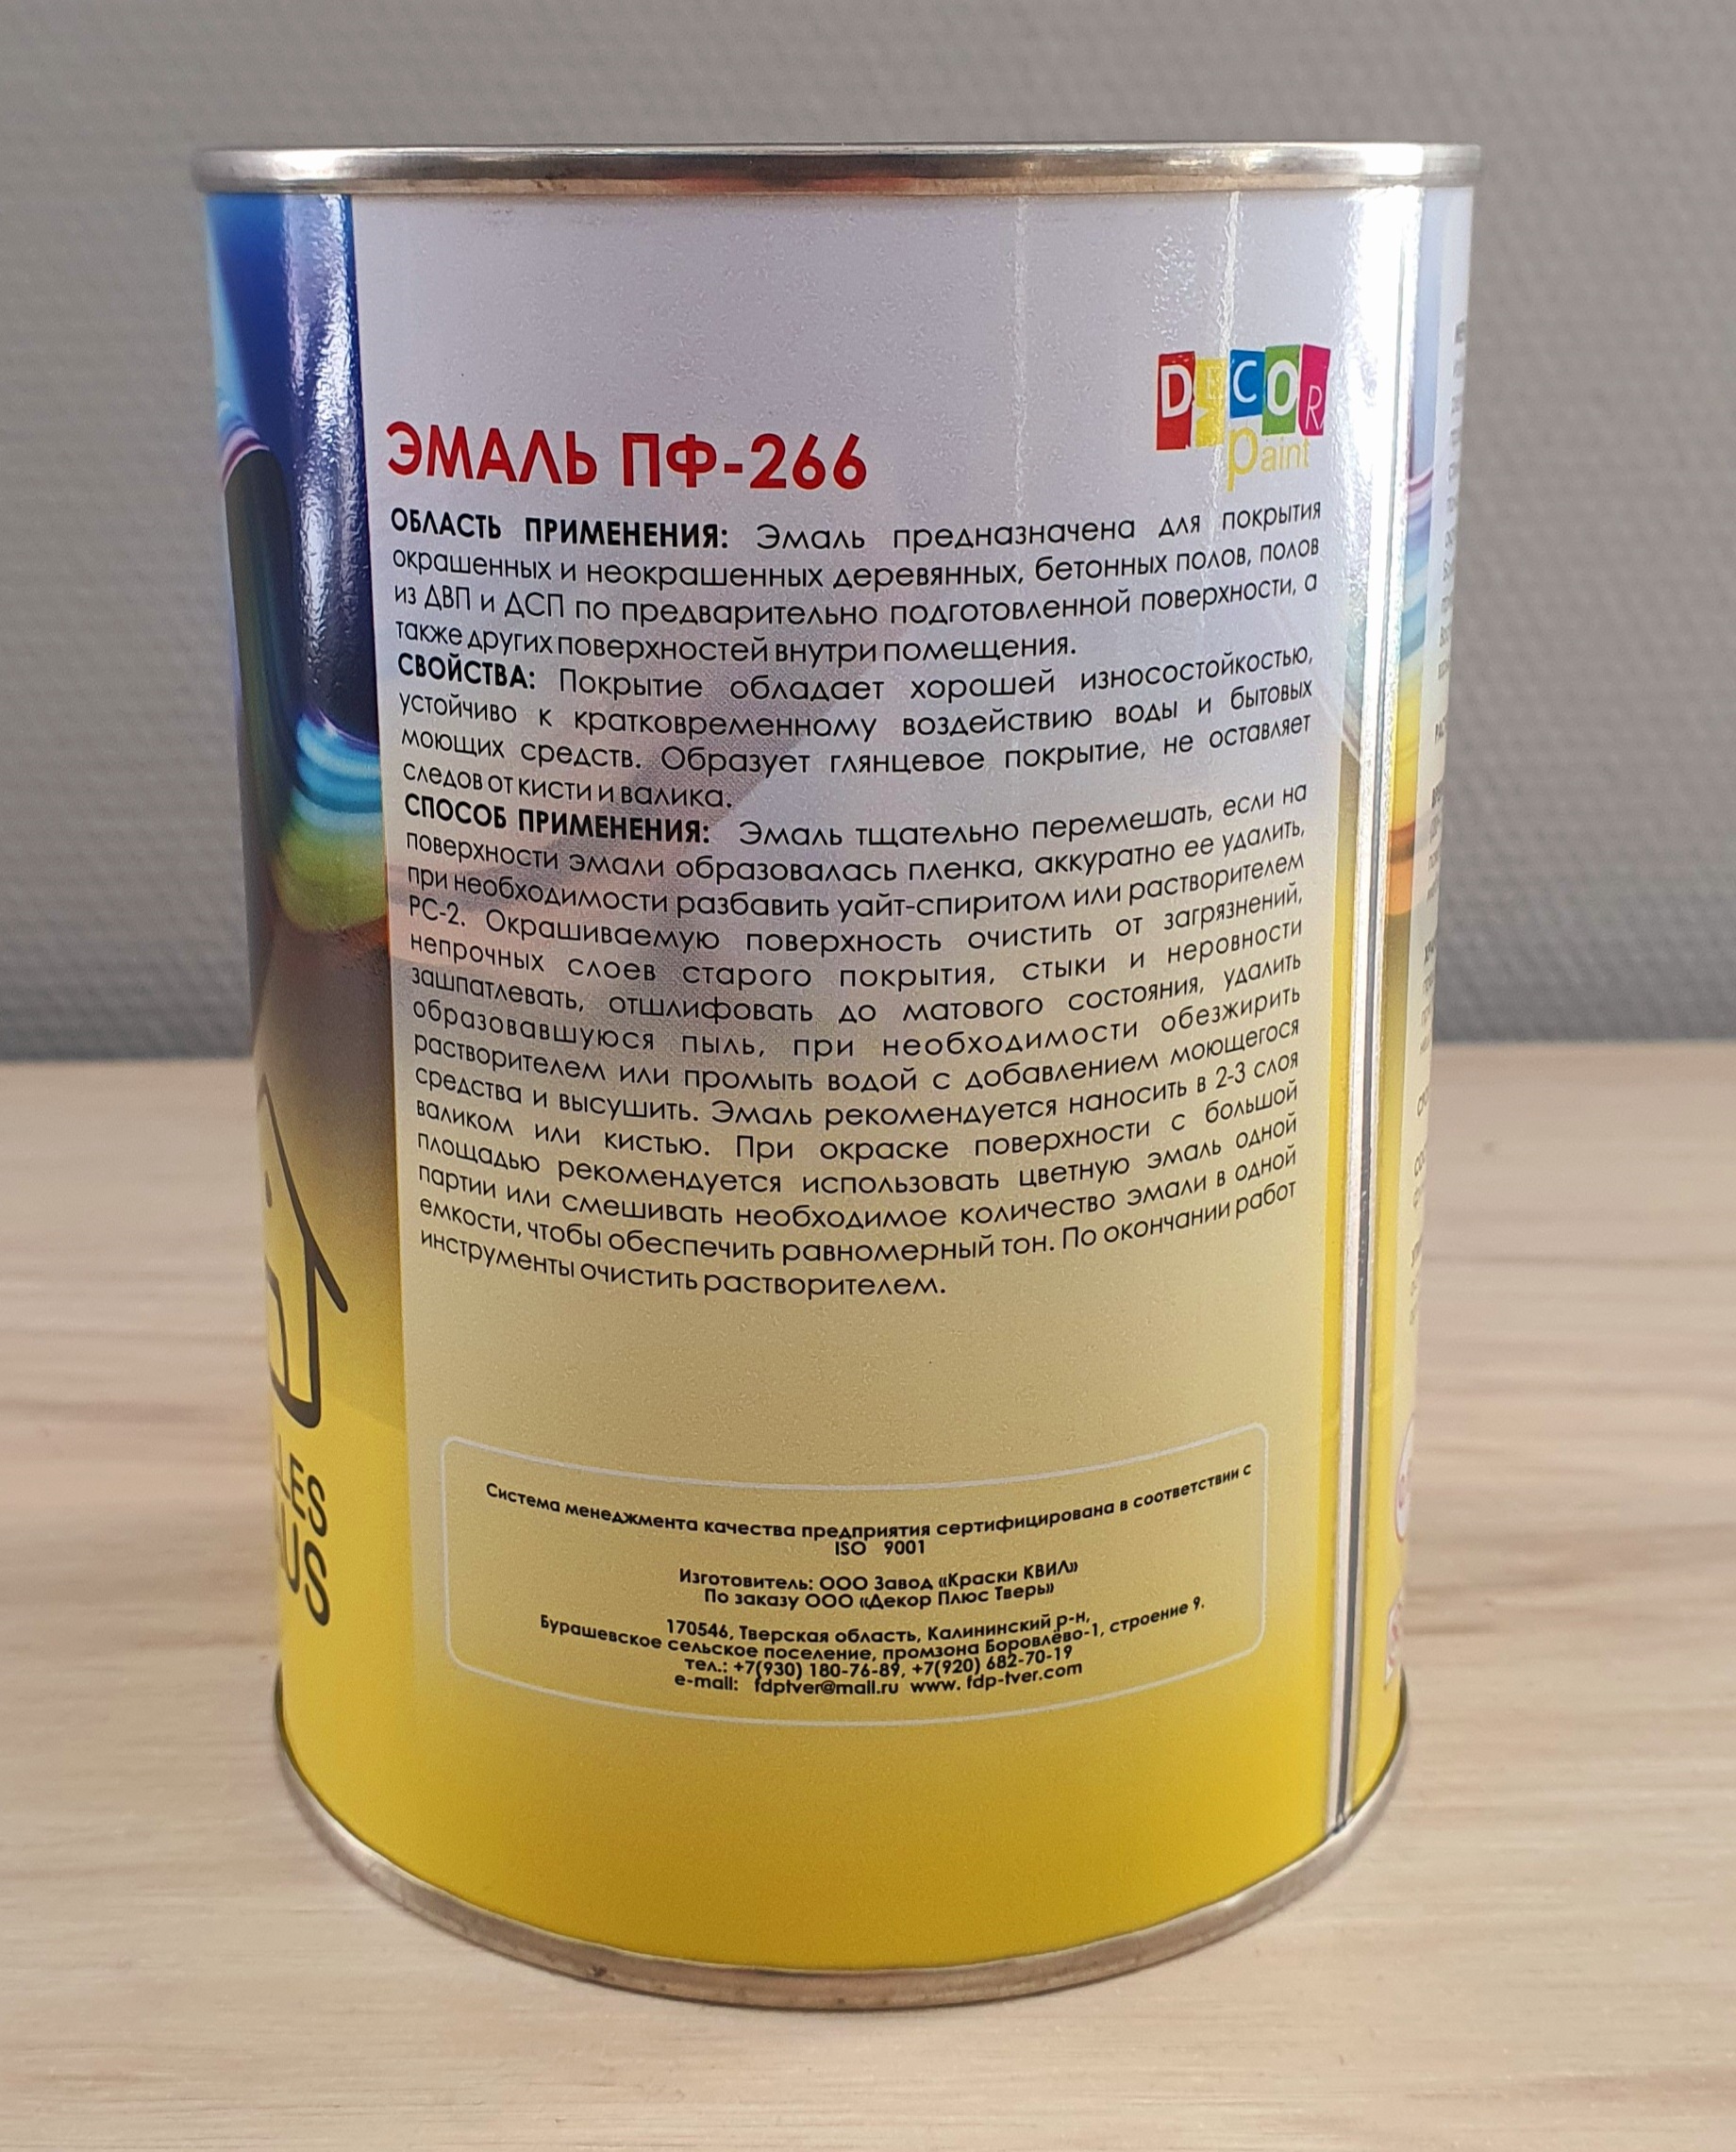 DECOR
Paint
ЭМАЛЬ ПФ-266
ОБЛАСТЬ ПРИМЕНЕНИЯ: Эмаль предназначена для покрытия
окрашенных и неокрашенных деревянных, бетонных полов, полов
из ДВП и ДСП по предварительно подготовленной поверхности, а
также других поверхностей внутри помещения.
СВОЙСТВА: Покрытие обладает хорошей износостойкостью,
устойчиво к кратковременному воздействию воды и бытовых
моющих средств. Образует глянцевое покрытие, не оставляет
следов от кисти и валика.
СПОСОБ ПРИМЕНЕНИЯ: Эмаль тщательно перемешать, если на
поверхности эмали образовалась пленка, аккуратно ее удалить,
при необходимости разбавить уайт-спиритом или растворителем
РС-2. Окрашиваемую поверхность очистить от загрязнений,
непрочных слоев старого покрытия, стыки и неровности
зашпатлевать, отшлифовать до матового состояния, удалить
образовавшуюся пыль, при необходимости обезжирить
растворителем или промыть водой с добавлением моющегося
средства и высушить. Эмаль рекомендуется наносить в 2-3 слоя
валиком или кистью. При окраске поверхности с большой
площадью рекомендуется использовать цветную эмаль одной
партии или смешивать необходимое количество эмали в одной
емкости, чтобы обеспечить равномерный тон. По окончании работ
инструменты очистить растворителем.
Система менеджмента качества предприятия сертифицирована в соответствии с
ISO 9001
Изготовитель: ООО Завод «Краски КВИЛ»
По заказу ООО «Декор Плюс Тверь»
170546, Тверская область, Калининский р-н,
Бурашевское сельское поселение, промзона Боровлёво-1, строение 9.
тел.: +7(930) 180-76-89, +7(920) 682-70-19
e-mail: fdptver@mail.ru www. fdp-tver.com